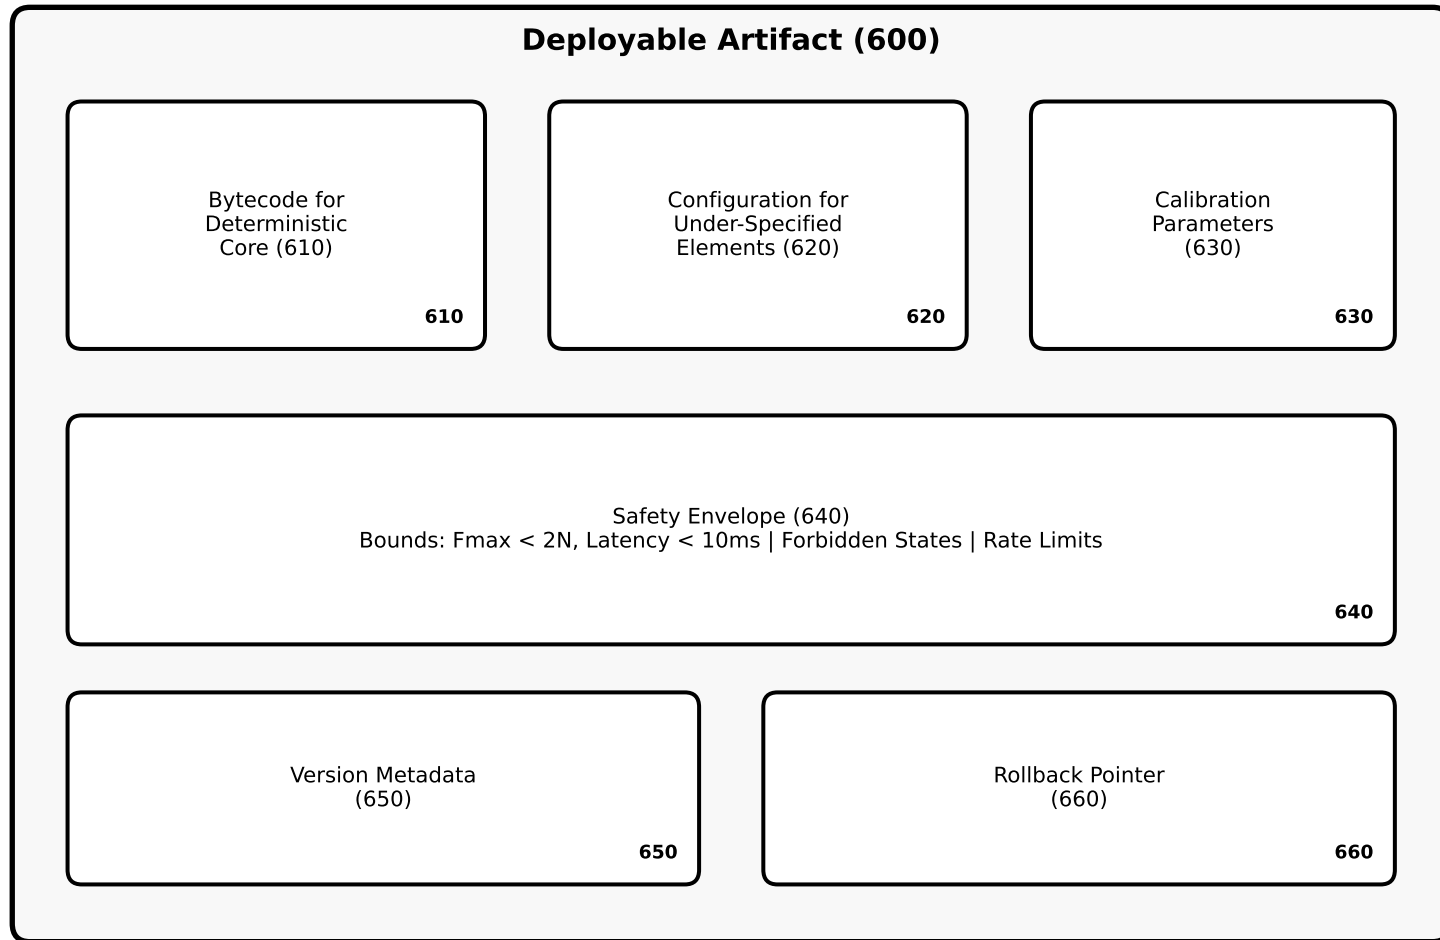 Deployable Artifact (600)
Bytecode for
Deterministic
Core (610)
610
Configuration for
Under-Specified
Elements (620)
620
Calibration
Parameters
(630)
630
Safety Envelope (640)
Bounds: Fmax < 2N, Latency < 10ms | Forbidden States | Rate Limits
640
Version Metadata
(650)
650
Rollback Pointer
(660)
660